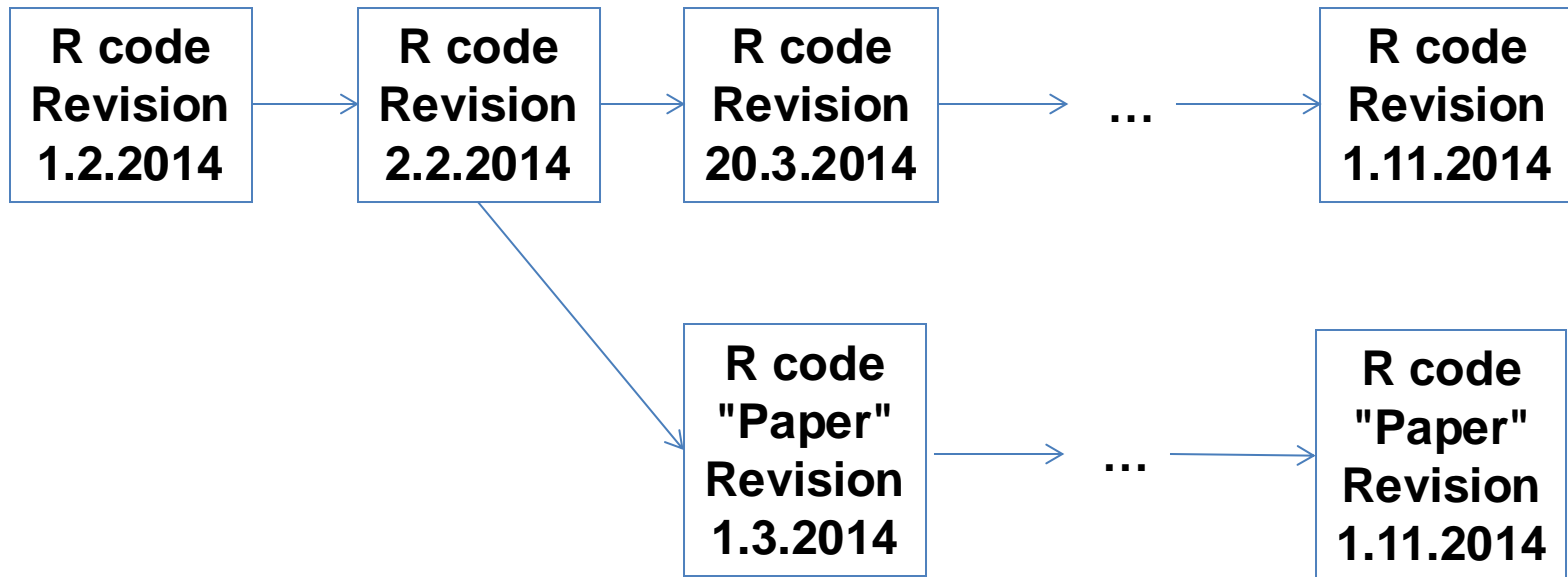 R code
Revision
1.2.2014
R code
Revision
2.2.2014
R code
Revision
20.3.2014
...
R code
Revision
1.11.2014
R code
"Paper"
Revision
1.3.2014
...
R code
"Paper"
Revision
1.11.2014